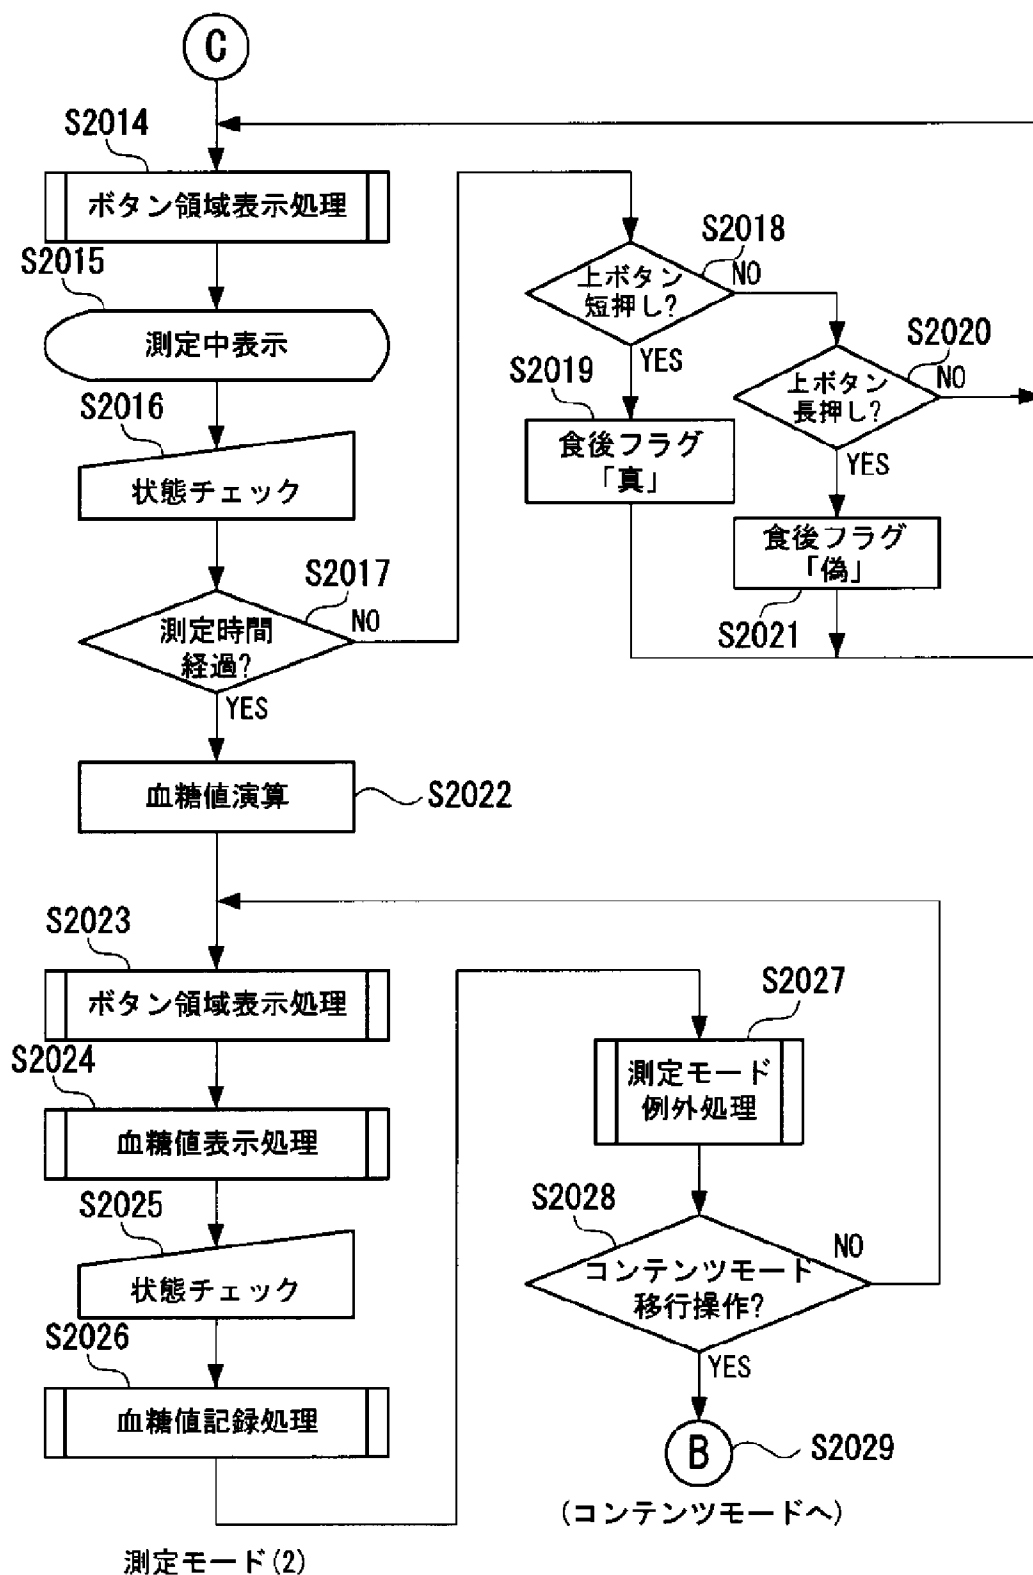 C
S2014
ボタン領域表示処理
S2015
測定中表示
S2016
状態チェック
S2017
測定時間
経過?
NO
YES
S2018
上ボタン
短押し?
NO
YES
S2019
食後フラグ
「真」
S2020
上ボタン
長押し?
NO
YES
食後フラグ
「偽」
S2021
血糖値演算
S2022
S2023
ボタン領域表示処理
S2024
血糖値表示処理
S2025
状態チェック
S2026
血糖値記録処理
S2027
測定モード
例外処理
S2028
コンテンツモード
移行操作?
NO
YES
B
S2029
(コンテンツモードへ)
測定モード(2)